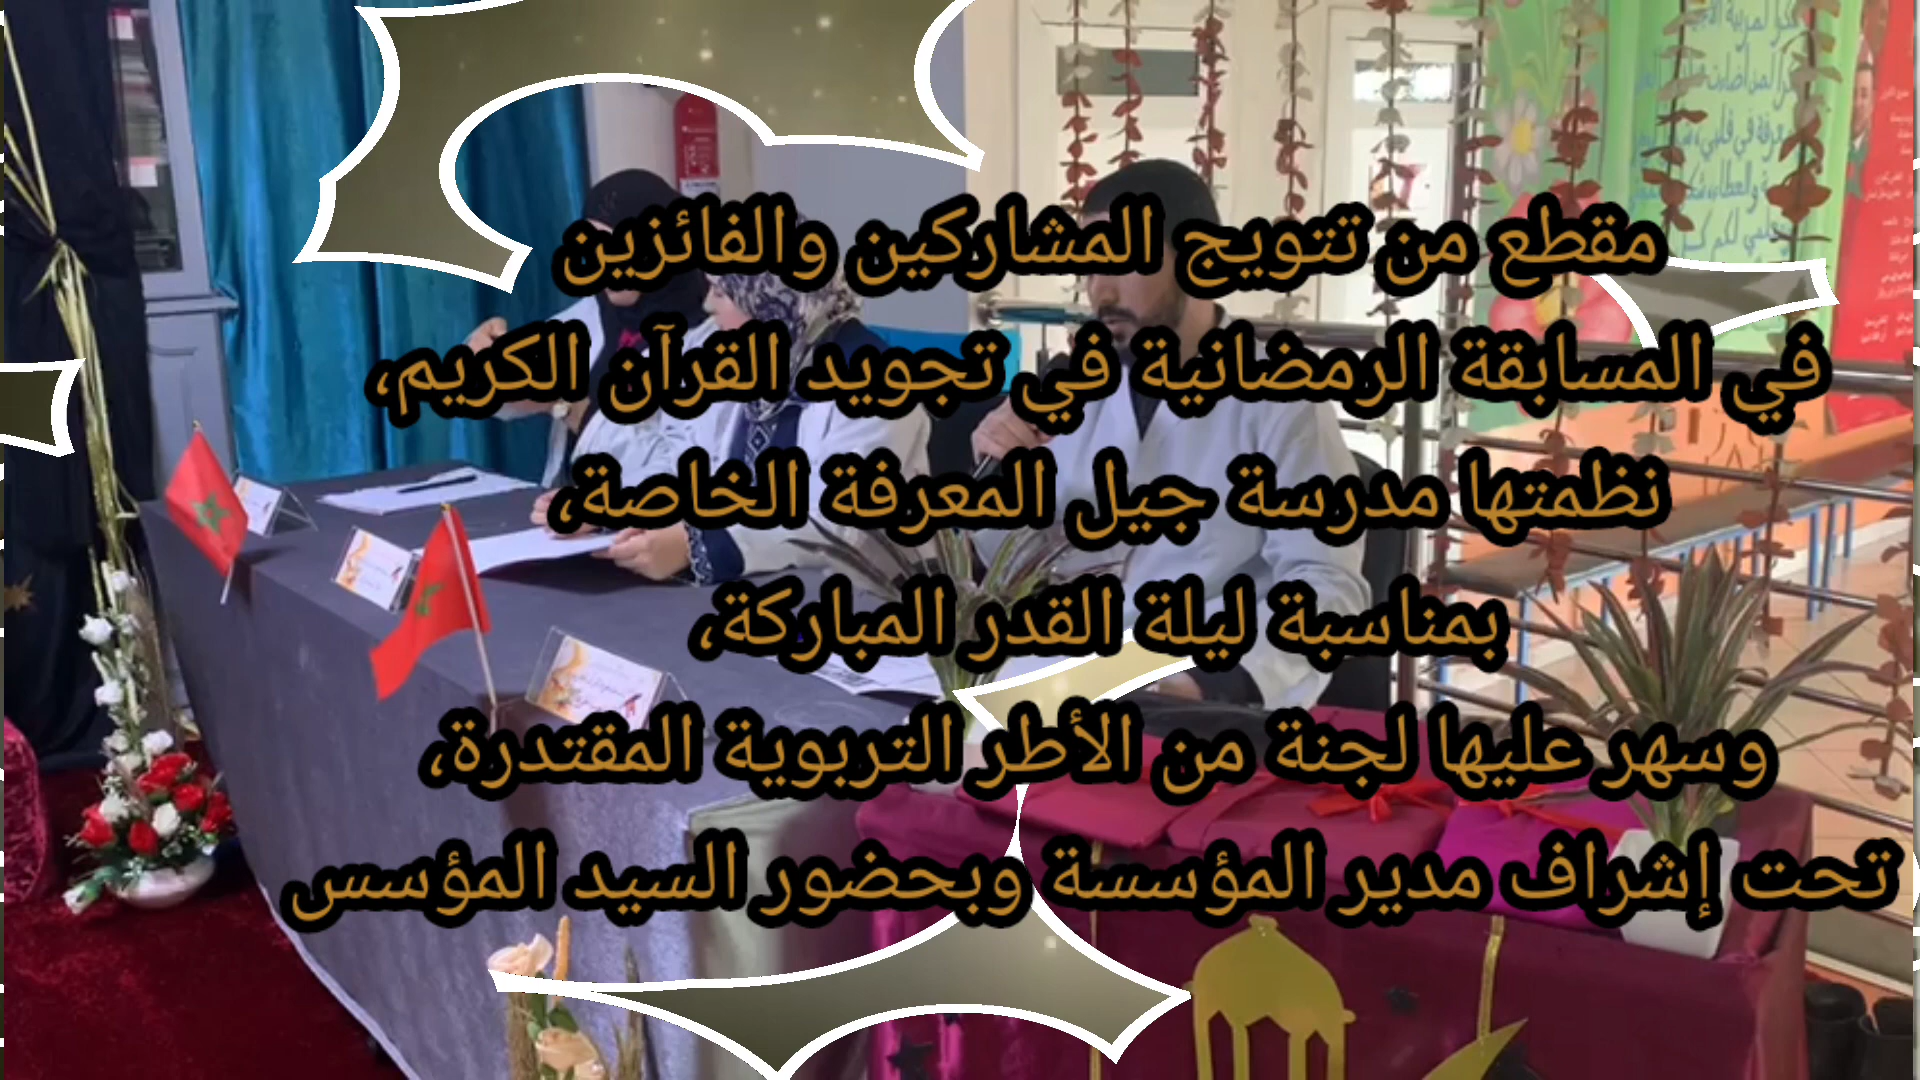 مقطع من تتويج المشاركين والفائزين
في المسابقة الرمضانية في تجويد القرآن الكريم،
نظمتها مدرسة جيل المعرفة الخاصة،
بمناسبة ليلة القدر المباركة،
وسهر عليها لجنة من الأطر التربوية المقتدرة،
تحت إشراف مدير المؤسسة وبحضور السيد المؤسس